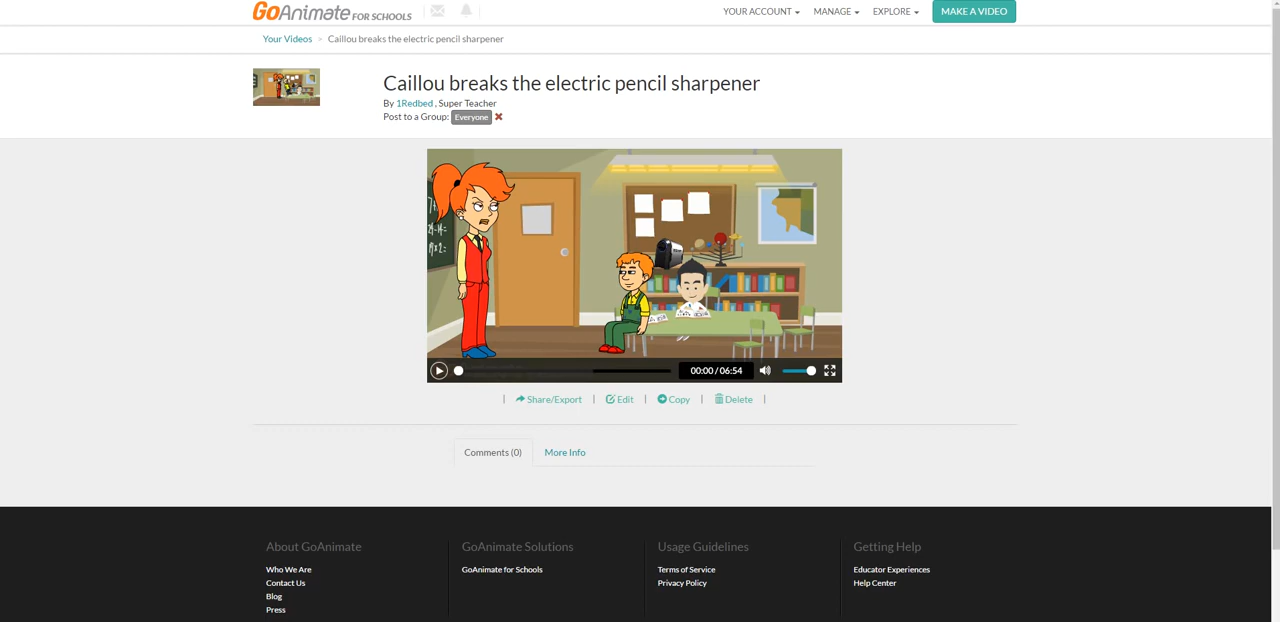 GoAnimate FOR SCHOOLS
YOUR ACCOUNT MANAGE EXPLORE MAKE A VIDEO
Your Videos > Caillou breaks the electric pencil sharpener
Caillou breaks the electric pencil sharpener
By 1Redbed , Super Teacher
Post to a Group: Everyone
00:00 / 06:54
| Share/Export | Edit | Copy | Delete |
Comments (0) More Info
About GoAnimate GoAnimate Solutions Usage Guidelines Getting Help
Who We Are GoAnimate for Schools Terms of Service Educator Experiences
Contact Us Privacy Policy Help Center
Blog
Press